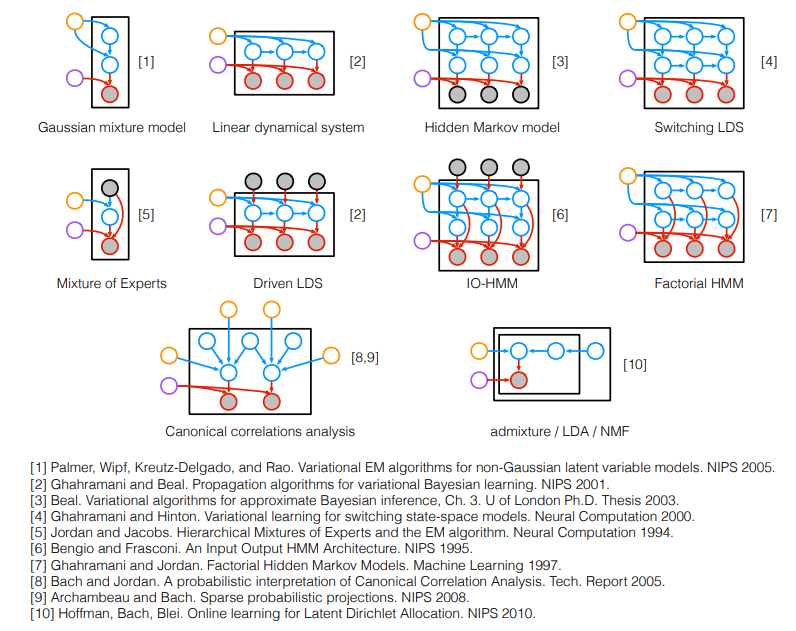 [1]
[2]
[3]
[4]
Gaussian mixture model
Linear dynamical system
Hidden Markov model
Switching LDS
[5]
[2]
[6]
[7]
Mixture of Experts
Driven LDS
IO-HMM
Factorial HMM
[8,9]
[10]
Canonical correlations analysis
admixture / LDA / NMF
[1] Palmer, Wipf, Kreutz-Delgado, and Rao. Variational EM algorithms for non-Gaussian latent variable models. NIPS 2005.
[2] Ghahramani and Beal. Propagation algorithms for variational Bayesian learning. NIPS 2001.
[3] Beal. Variational algorithms for approximate Bayesian inference, Ch. 3. U of London Ph.D. Thesis 2003.
[4] Ghahramani and Hinton. Variational learning for switching state-space models. Neural Computation 2000.
[5] Jordan and Jacobs. Hierarchical Mixtures of Experts and the EM algorithm. Neural Computation 1994.
[6] Bengio and Frasconi. An Input Output HMM Architecture. NIPS 1995.
[7] Ghahramani and Jordan. Factorial Hidden Markov Models. Machine Learning 1997.
[8] Bach and Jordan. A probabilistic interpretation of Canonical Correlation Analysis. Tech. Report 2005.
[9] Archambeau and Bach. Sparse probabilistic projections. NIPS 2008.
[10] Hoffman, Bach, Blei. Online learning for Latent Dirichlet Allocation. NIPS 2010.